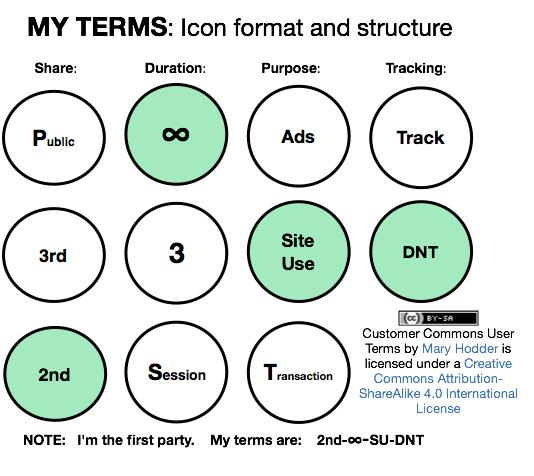 MY TERMS: Icon format and structure
Share: Duration: Purpose: Tracking:
Public ∞ Ads Track
3rd 3 Site Use DNT
2nd Session Transaction
(cc) BY-SA
Customer Commons User
Terms by Mary Hodder is
licensed under a Creative
Commons Attribution-
ShareAlike 4.0 International
License
NOTE: I'm the first party. My terms are: 2nd-∞-SU-DNT